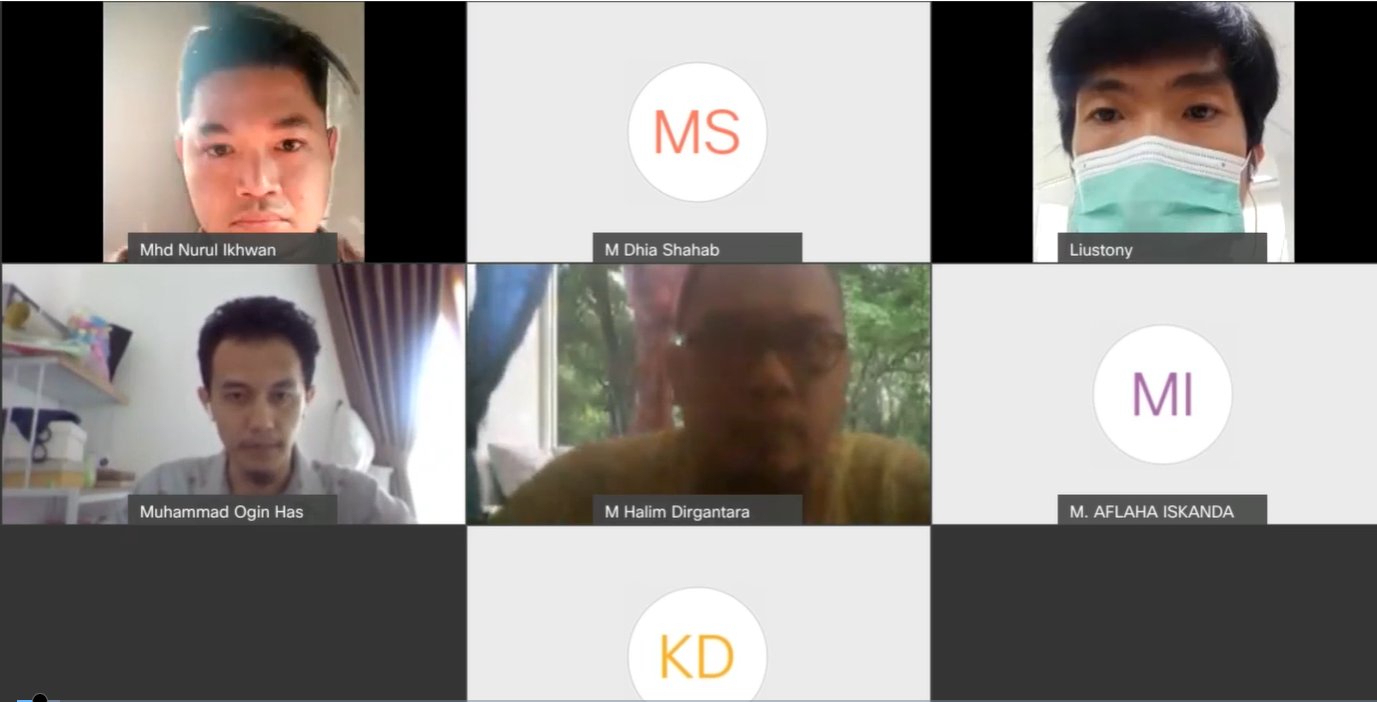 Mhd Nurul Ikhwan
MS
M Dhia Shahab
Liustony
Muhammad Ogin Has
M Halim Dirgantara
MI
M. AFLAHA ISKANDA
KD